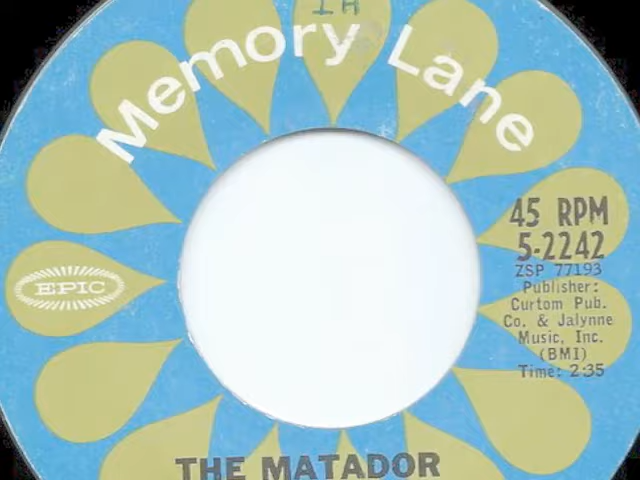 1A
Memory Lane
EPIC
45 RPM
5-2242
ZSP 77193
Publisher:
Curtom Pub.
Co. & Jalynne
Music, Inc.
(BMI)
Time: 2:35
THE MATADOR